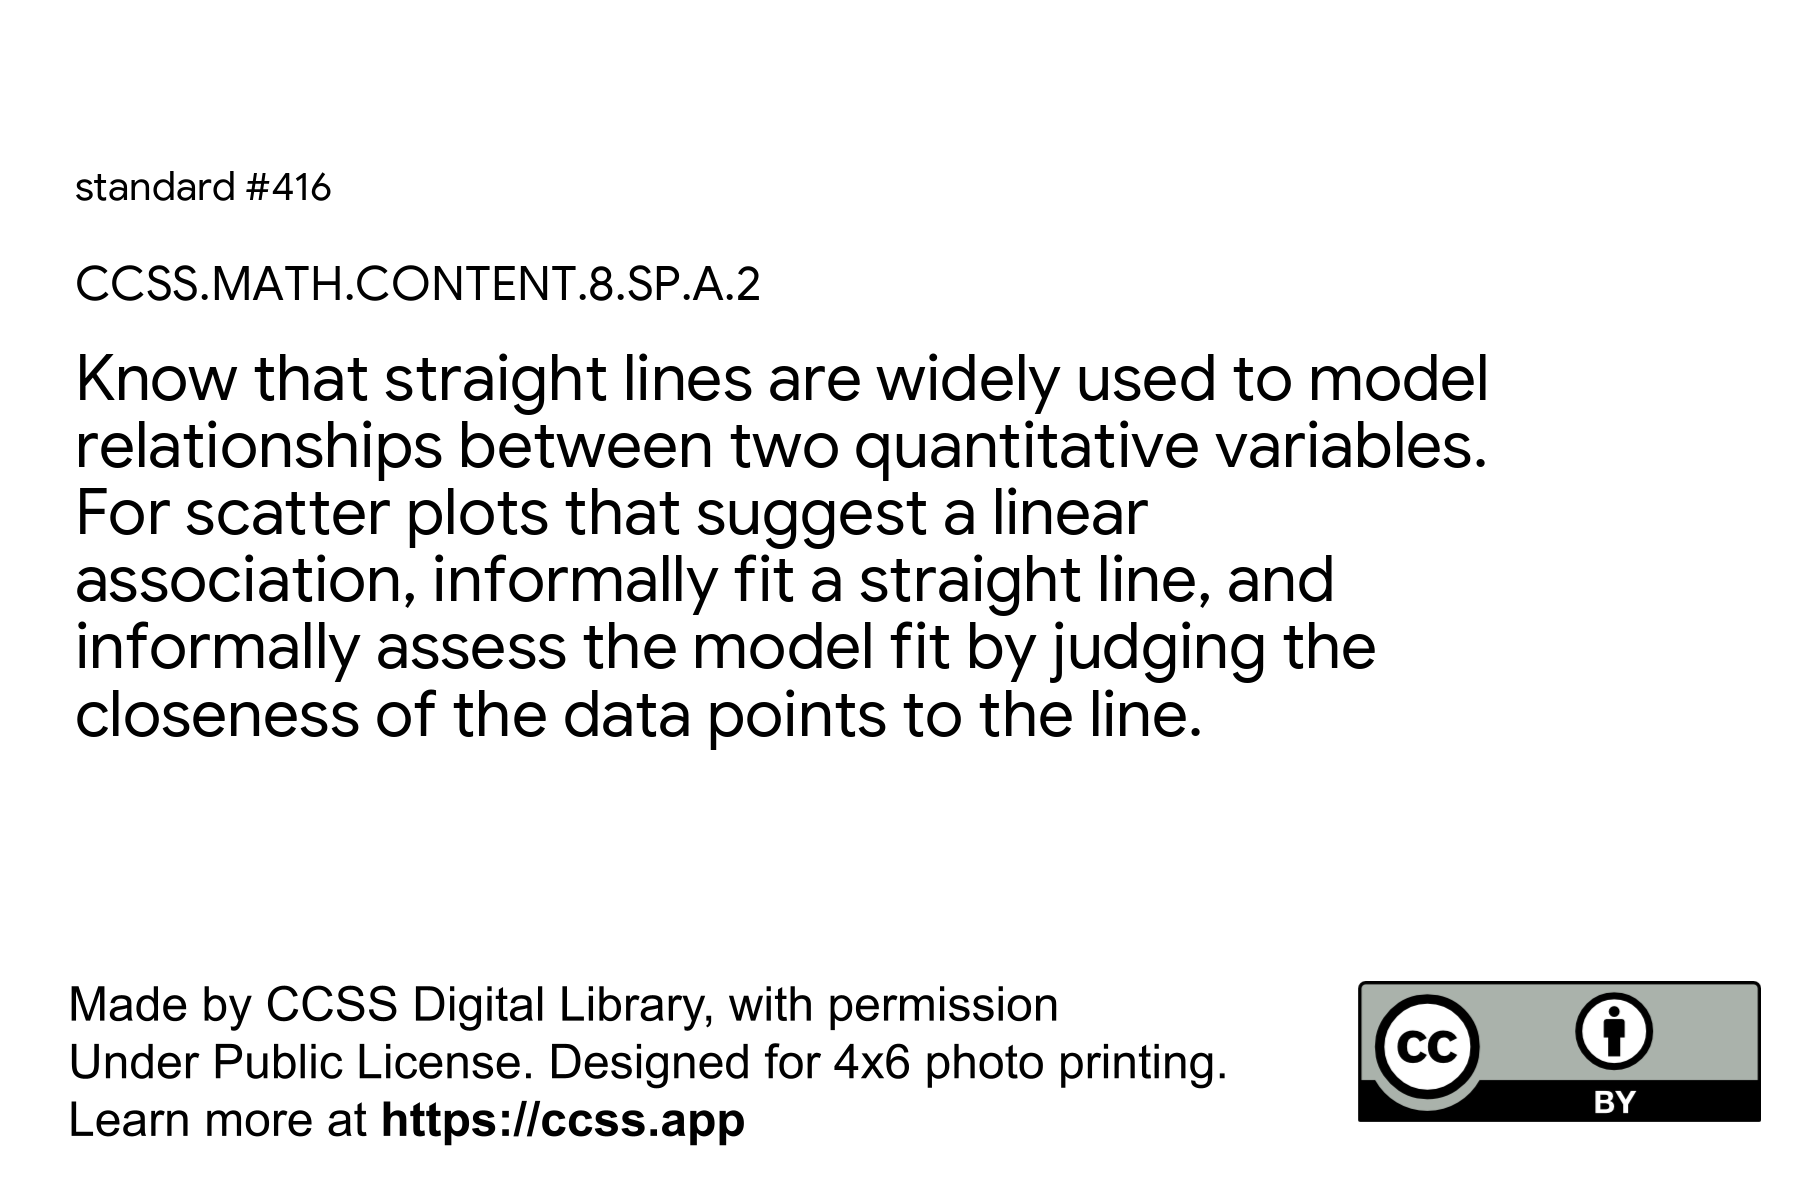 standard #416
CCSS.MATH.CONTENT.8.SP.A.2
Know that straight lines are widely used to model
relationships between two quantitative variables.
For scatter plots that suggest a linear
association, informally fit a straight line, and
informally assess the model fit by judging the
closeness of the data points to the line.
Made by CCSS Digital Library, with permission
Under Public License. Designed for 4x6 photo printing.
Learn more at https://ccss.app
cc
BY